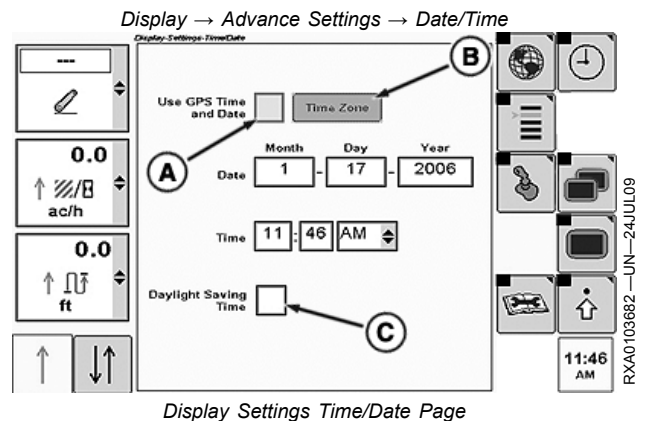 Display → Advance Settings → Date/Time
Display-Settings-Time/Date
---
0.0
ac/h
0.0
ft
Use GPS Time
and Date
Time Zone
A
B
Month Day Year
Date 1 - 17 - 2006
Time 11 : 46 AM
Daylight Saving
Time
C
11:46
AM
RXA0103682 —UN—24JUL09
Display Settings Time/Date Page